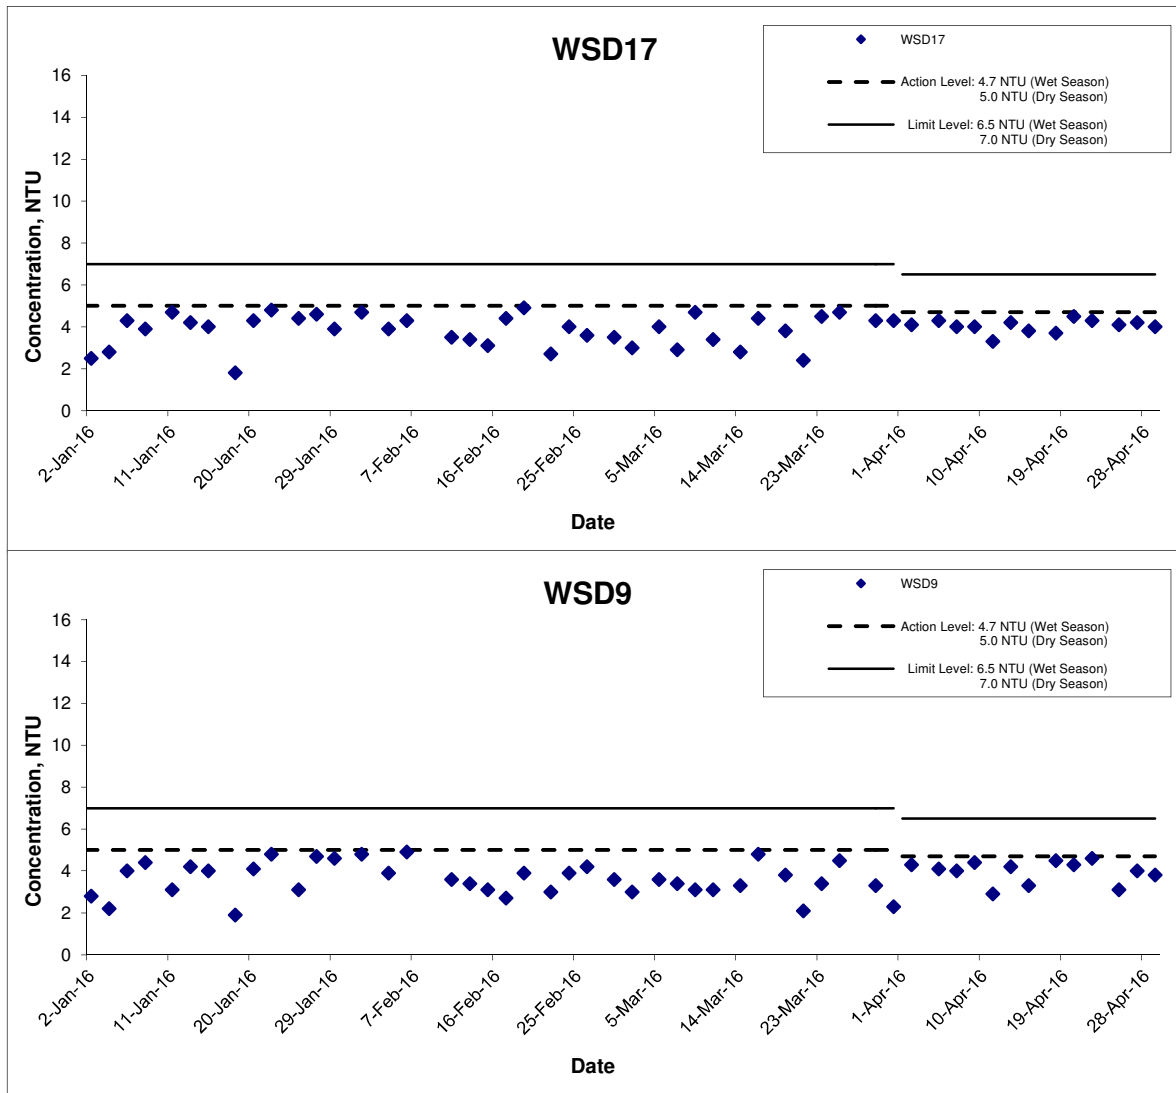 WSD17
WSD17
Action Level: 4.7 NTU (Wet Season)
5.0 NTU (Dry Season)
Limit Level: 6.5 NTU (Wet Season)
7.0 NTU (Dry Season)
Concentration, NTU
16
14
12
10
8
6
4
2
0
2-Jan-16
11-Jan-16
20-Jan-16
29-Jan-16
7-Feb-16
16-Feb-16
25-Feb-16
5-Mar-16
14-Mar-16
23-Mar-16
1-Apr-16
10-Apr-16
19-Apr-16
28-Apr-16
Date
WSD9
WSD9
Action Level: 4.7 NTU (Wet Season)
5.0 NTU (Dry Season)
Limit Level: 6.5 NTU (Wet Season)
7.0 NTU (Dry Season)
Concentration, NTU
16
14
12
10
8
6
4
2
0
2-Jan-16
11-Jan-16
20-Jan-16
29-Jan-16
7-Feb-16
16-Feb-16
25-Feb-16
5-Mar-16
14-Mar-16
23-Mar-16
1-Apr-16
10-Apr-16
19-Apr-16
28-Apr-16
Date